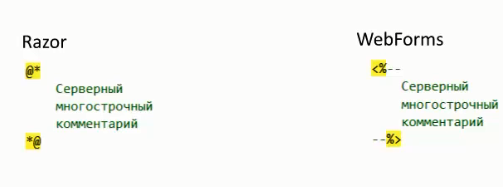 Razor
@*
Серверный
многострочный
комментарий
*@
WebForms
<%--
Серверный
многострочный
комментарий
--%>